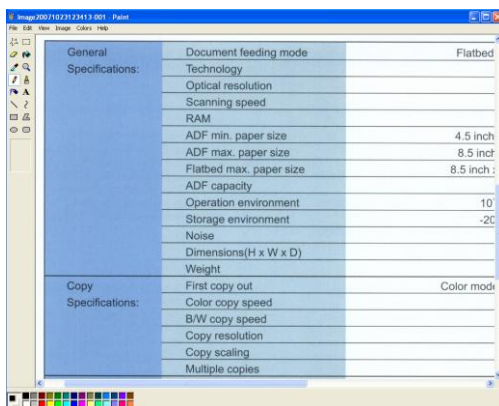 Image20071023123413-001 - Paint
File Edit View Image Colors Help
General Document feeding mode Flatbed
Specifications: Technology
Optical resolution
Scanning speed
RAM
ADF min. paper size 4.5 inch
ADF max. paper size 8.5 inch
Flatbed max. paper size 8.5 inch
ADF capacity
Operation environment 10
Storage environment -20
Noise
Dimensions(H x W x D)
Weight
Copy First copy out Color mode
Specifications: Color copy speed
B/W copy speed
Copy resolution
Copy scaling
Multiple copies